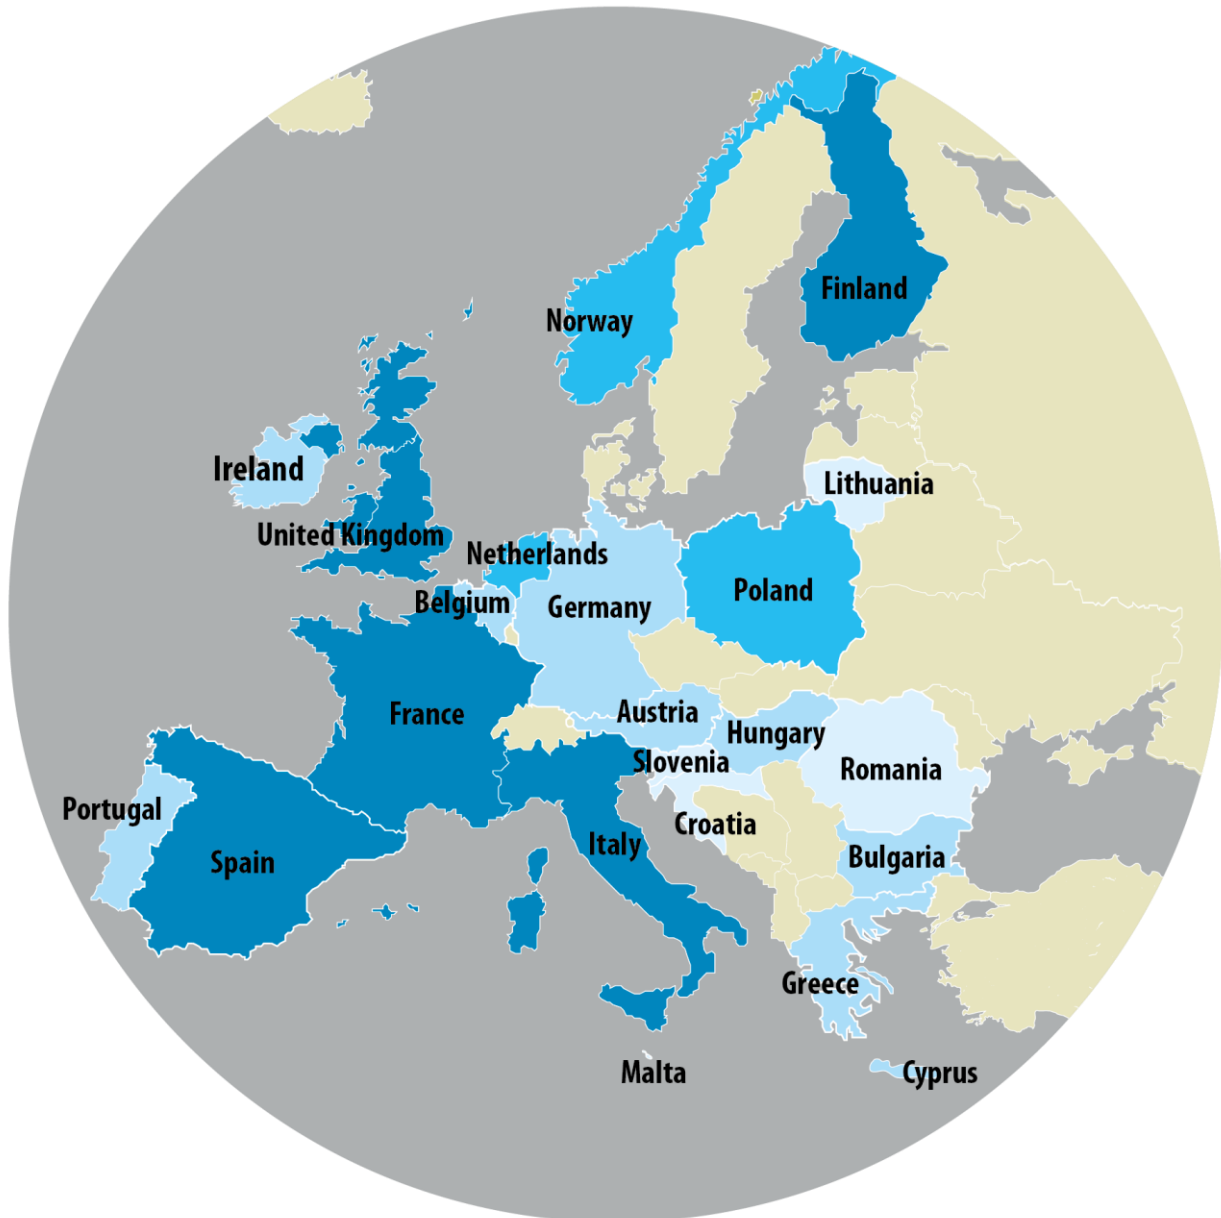 Finland
Norway
Ireland
Lithuania
United Kingdom
Netherlands
Poland
Belgium
Germany
France
Austria
Hungary
Slovenia
Romania
Portugal
Croatia
Italy
Spain
Bulgaria
Greece
Malta
Cyprus